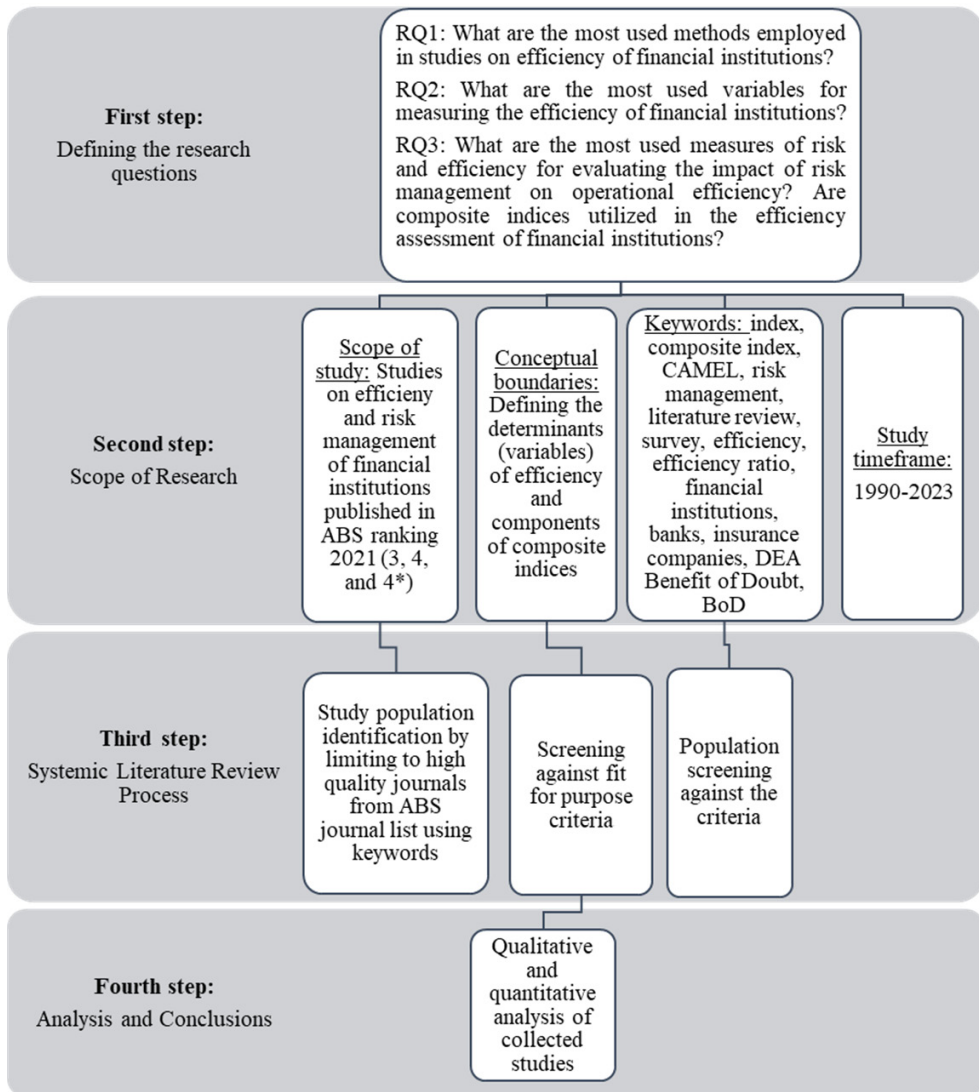 First step:
Defining the research
questions
RQ1: What are the most used methods employed
in studies on efficiency of financial institutions?
RQ2: What are the most used variables for
measuring the efficiency of financial institutions?
RQ3: What are the most used measures of risk
and efficiency for evaluating the impact of risk
management on operational efficiency? Are
composite indices utilized in the efficiency
assessment of financial institutions?
Second step:
Scope of Research
Scope of
study: Studies
on efficieny
and risk
management
of financial
institutions
published in
ABS ranking
2021 (3, 4,
and 4*)
Conceptual
boundaries:
Defining the
determinants
(variables)
of efficiency
and
components
of composite
indices
Keywords: index,
composite index,
CAMEL, risk
management,
literature review,
survey, efficiency,
efficiency ratio,
financial
institutions,
banks, insurance
companies, DEA
Benefit of Doubt,
BoD
Study
timeframe:
1990-2023
Third step:
Systemic Literature Review
Process
Study population
identification by
limiting to high
quality journals
from ABS
journal list using
keywords
Screening
against fit
for purpose
criteria
Population
screening
against the
criteria
Fourth step:
Analysis and Conclusions
Qualitative
and
quantitative
analysis of
collected
studies